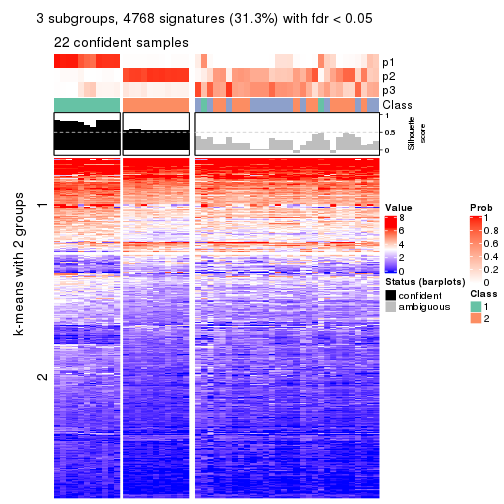 3 subgroups, 4768 signatures (31.3%) with fdr < 0.05
22 confident samples
p1
p2
p3
Class
1
0.5
0
Silhouette
score
k-means with 2 groups
1
2
Value
8
6
4
2
0
Status (barplots)
confident
ambiguous
Prob
1
0.8
0.6
0.4
0.2
0
Class
1
2